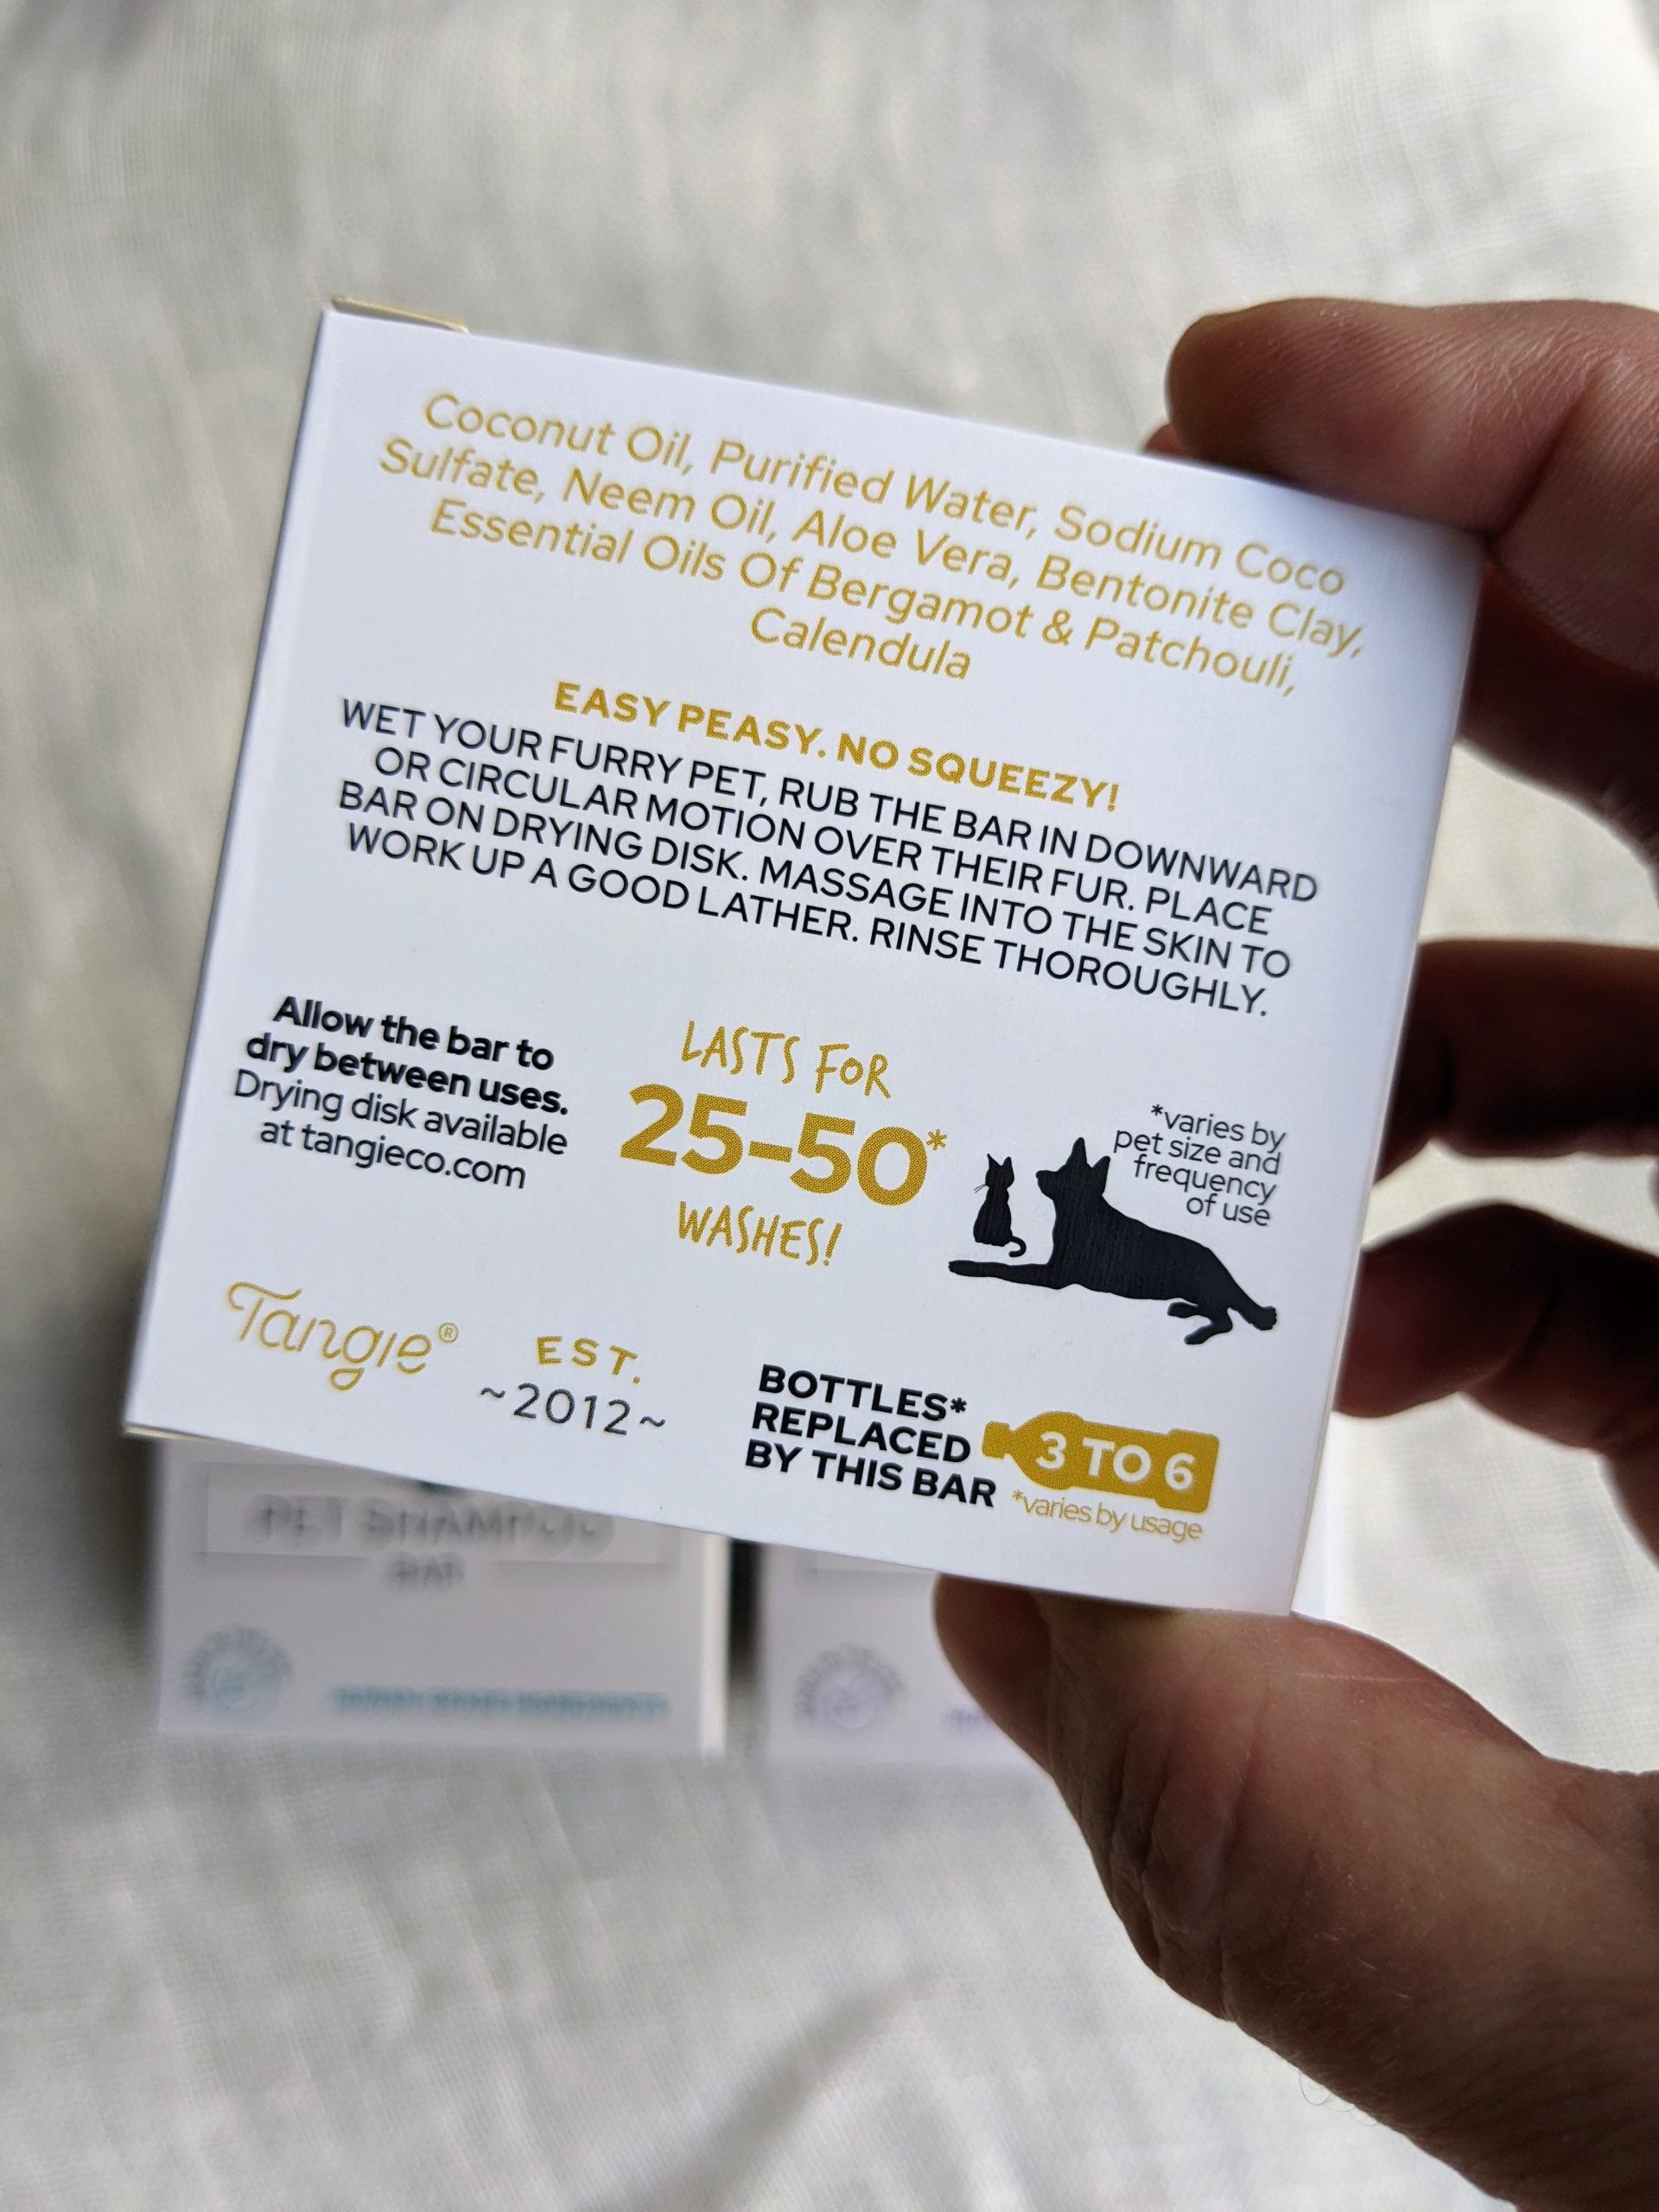 Coconut Oil, Purified Water, Sodium Coco
Sulfate, Neem Oil, Aloe Vera, Bentonite Clay,
Essential Oils Of Bergamot & Patchouli,
Calendula
EASY PEASY. NO SQUEEZY!
WET YOUR FURRY PET, RUB THE BAR IN DOWNWARD
OR CIRCULAR MOTION OVER THEIR FUR. PLACE
BAR ON DRYING DISK. MASSAGE INTO THE SKIN TO
WORK UP A GOOD LATHER. RINSE THOROUGHLY.
Allow the bar to
dry between uses.
Drying disk available
at tangieco.com
LASTS FOR
25-50*
WASHES!
*varies by
pet size and
frequency
of use
Tangie®
EST.
~2012~
BOTTLES*
REPLACED
BY THIS BAR
3 TO 6
*varies by usage
PET SHAMPOO
BAR